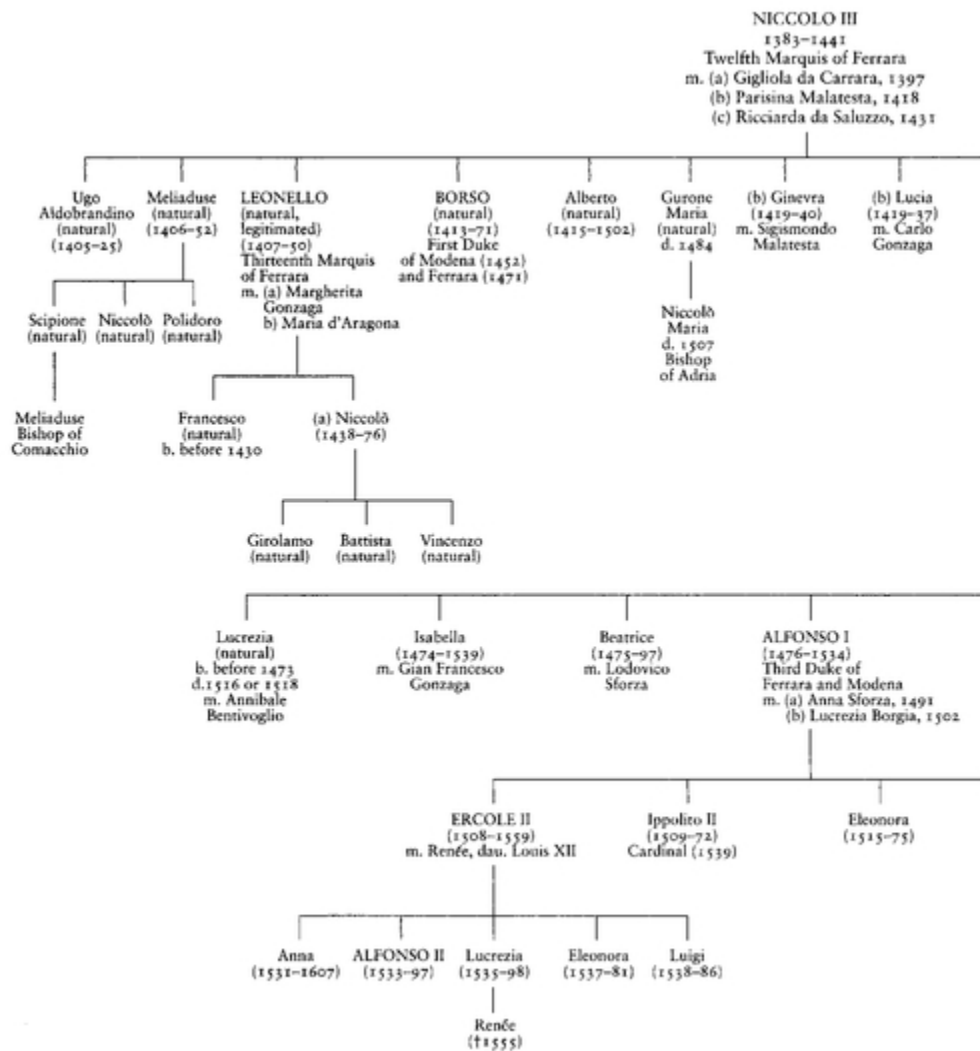 NICCOLO III
1383–1441
Twelfth Marquis of Ferrara
m. (a) Gigliola da Carrara, 1397
(b) Parisina Malatesta, 1418
(c) Ricciarda da Saluzzo, 1431
Ugo
Aldobrandino
(natural)
(1405–25)
Meliaduse
(natural)
(1406–52)
LEONELLO
(natural,
legitimated)
(1407–50)
Thirteenth Marquis
of Ferrara
m. (a) Margherita
Gonzaga
b) Maria d'Aragona
BORSO
(natural)
(1413–71)
First Duke
of Modena (1452)
and Ferrara (1471)
Alberto
(natural)
(1415–1502)
Gurone
Maria
(natural)
d. 1484
(b) Ginevra
(1419–40)
m. Sigismondo
Malatesta
(b) Lucia
(1419–37)
m. Carlo
Gonzaga
Scipione
(natural)
Niccolò
(natural)
Polidoro
(natural)
Niccolò
Maria
d. 1507
Bishop
of Adria
Meliaduse
Bishop of
Comacchio
Francesco
(natural)
b. before 1430
(a) Niccolò
(1438–76)
Girolamo
(natural)
Battista
(natural)
Vincenzo
(natural)
Lucrezia
(natural)
b. before 1473
d.1516 or 1518
m. Annibale
Bentivoglio
Isabella
(1474–1539)
m. Gian Francesco
Gonzaga
Beatrice
(1475–97)
m. Lodovico
Sforza
ALFONSO I
(1476–1534)
Third Duke of
Ferrara and Modena
m. (a) Anna Sforza, 1491
(b) Lucrezia Borgia, 1502
ERCOLE II
(1508–1559)
m. Renée, dau. Louis XII
Ippolito II
(1509–72)
Cardinal (1539)
Eleonora
(1515–75)
Anna
(1531–1607)
ALFONSO II
(1533–97)
Lucrezia
(1535–98)
Eleonora
(1537–81)
Luigi
(1538–86)
Renée
(†1555)